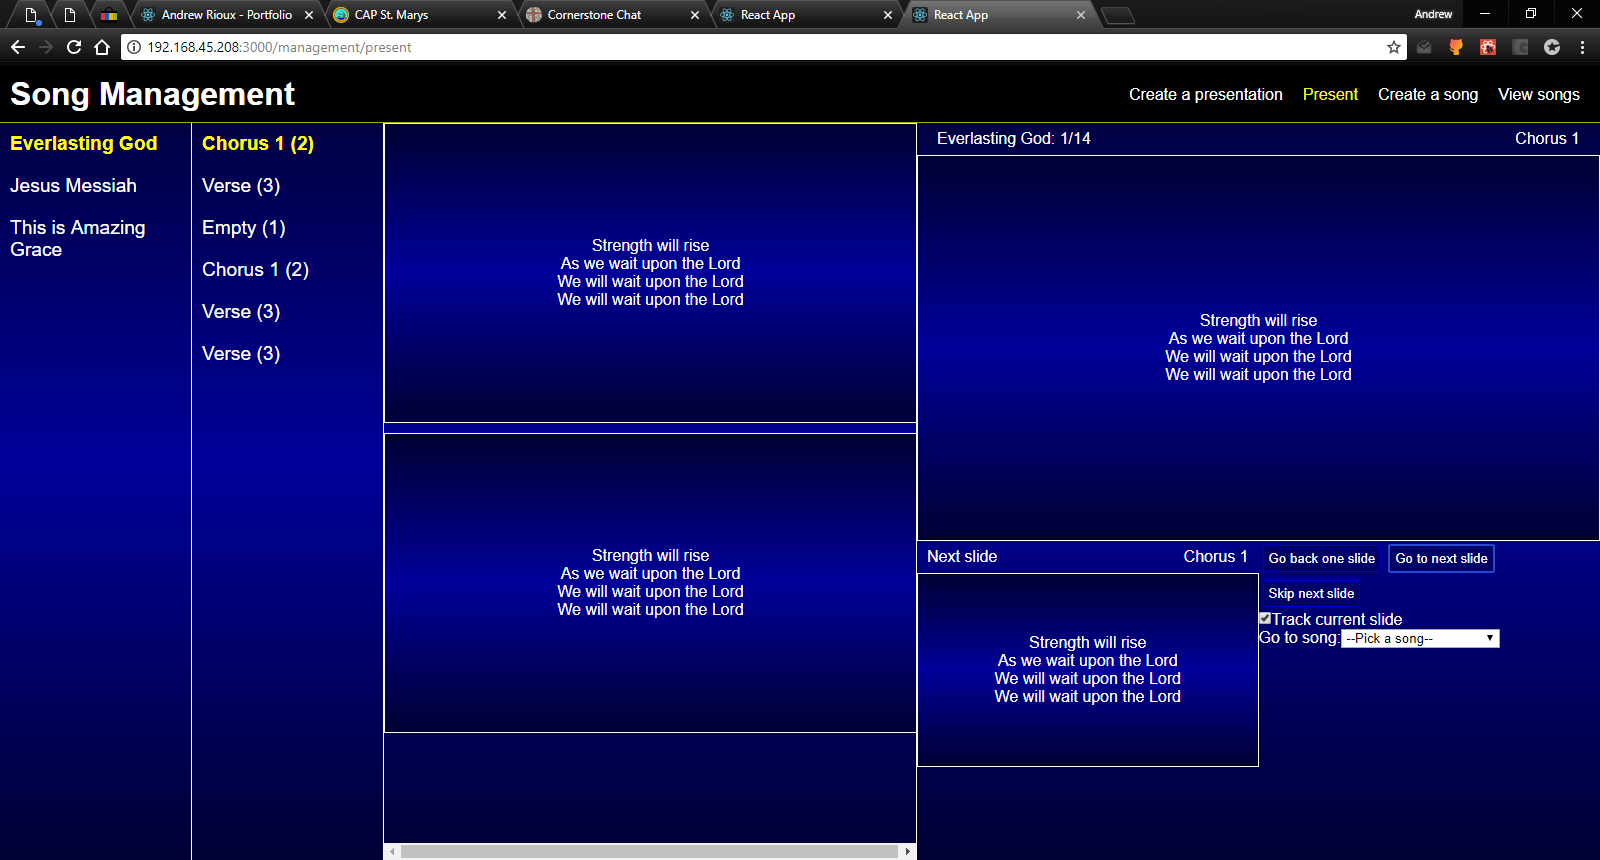 Andrew Rioux - Portfolio
CAP St. Marys
Cornerstone Chat
React App
React App
Andrew
192.168.45.208:3000/management/present
Song Management
Create a presentation
Present
Create a song
View songs
Everlasting God
Jesus Messiah
This is Amazing
Grace
Chorus 1 (2)
Verse (3)
Empty (1)
Chorus 1 (2)
Verse (3)
Verse (3)
Strength will rise
As we wait upon the Lord
We will wait upon the Lord
We will wait upon the Lord
Strength will rise
As we wait upon the Lord
We will wait upon the Lord
We will wait upon the Lord
Everlasting God: 1/14
Chorus 1
Strength will rise
As we wait upon the Lord
We will wait upon the Lord
We will wait upon the Lord
Next slide
Chorus 1
Strength will rise
As we wait upon the Lord
We will wait upon the Lord
We will wait upon the Lord
Go back one slide
Go to next slide
Skip next slide
Track current slide
Go to song: --Pick a song--